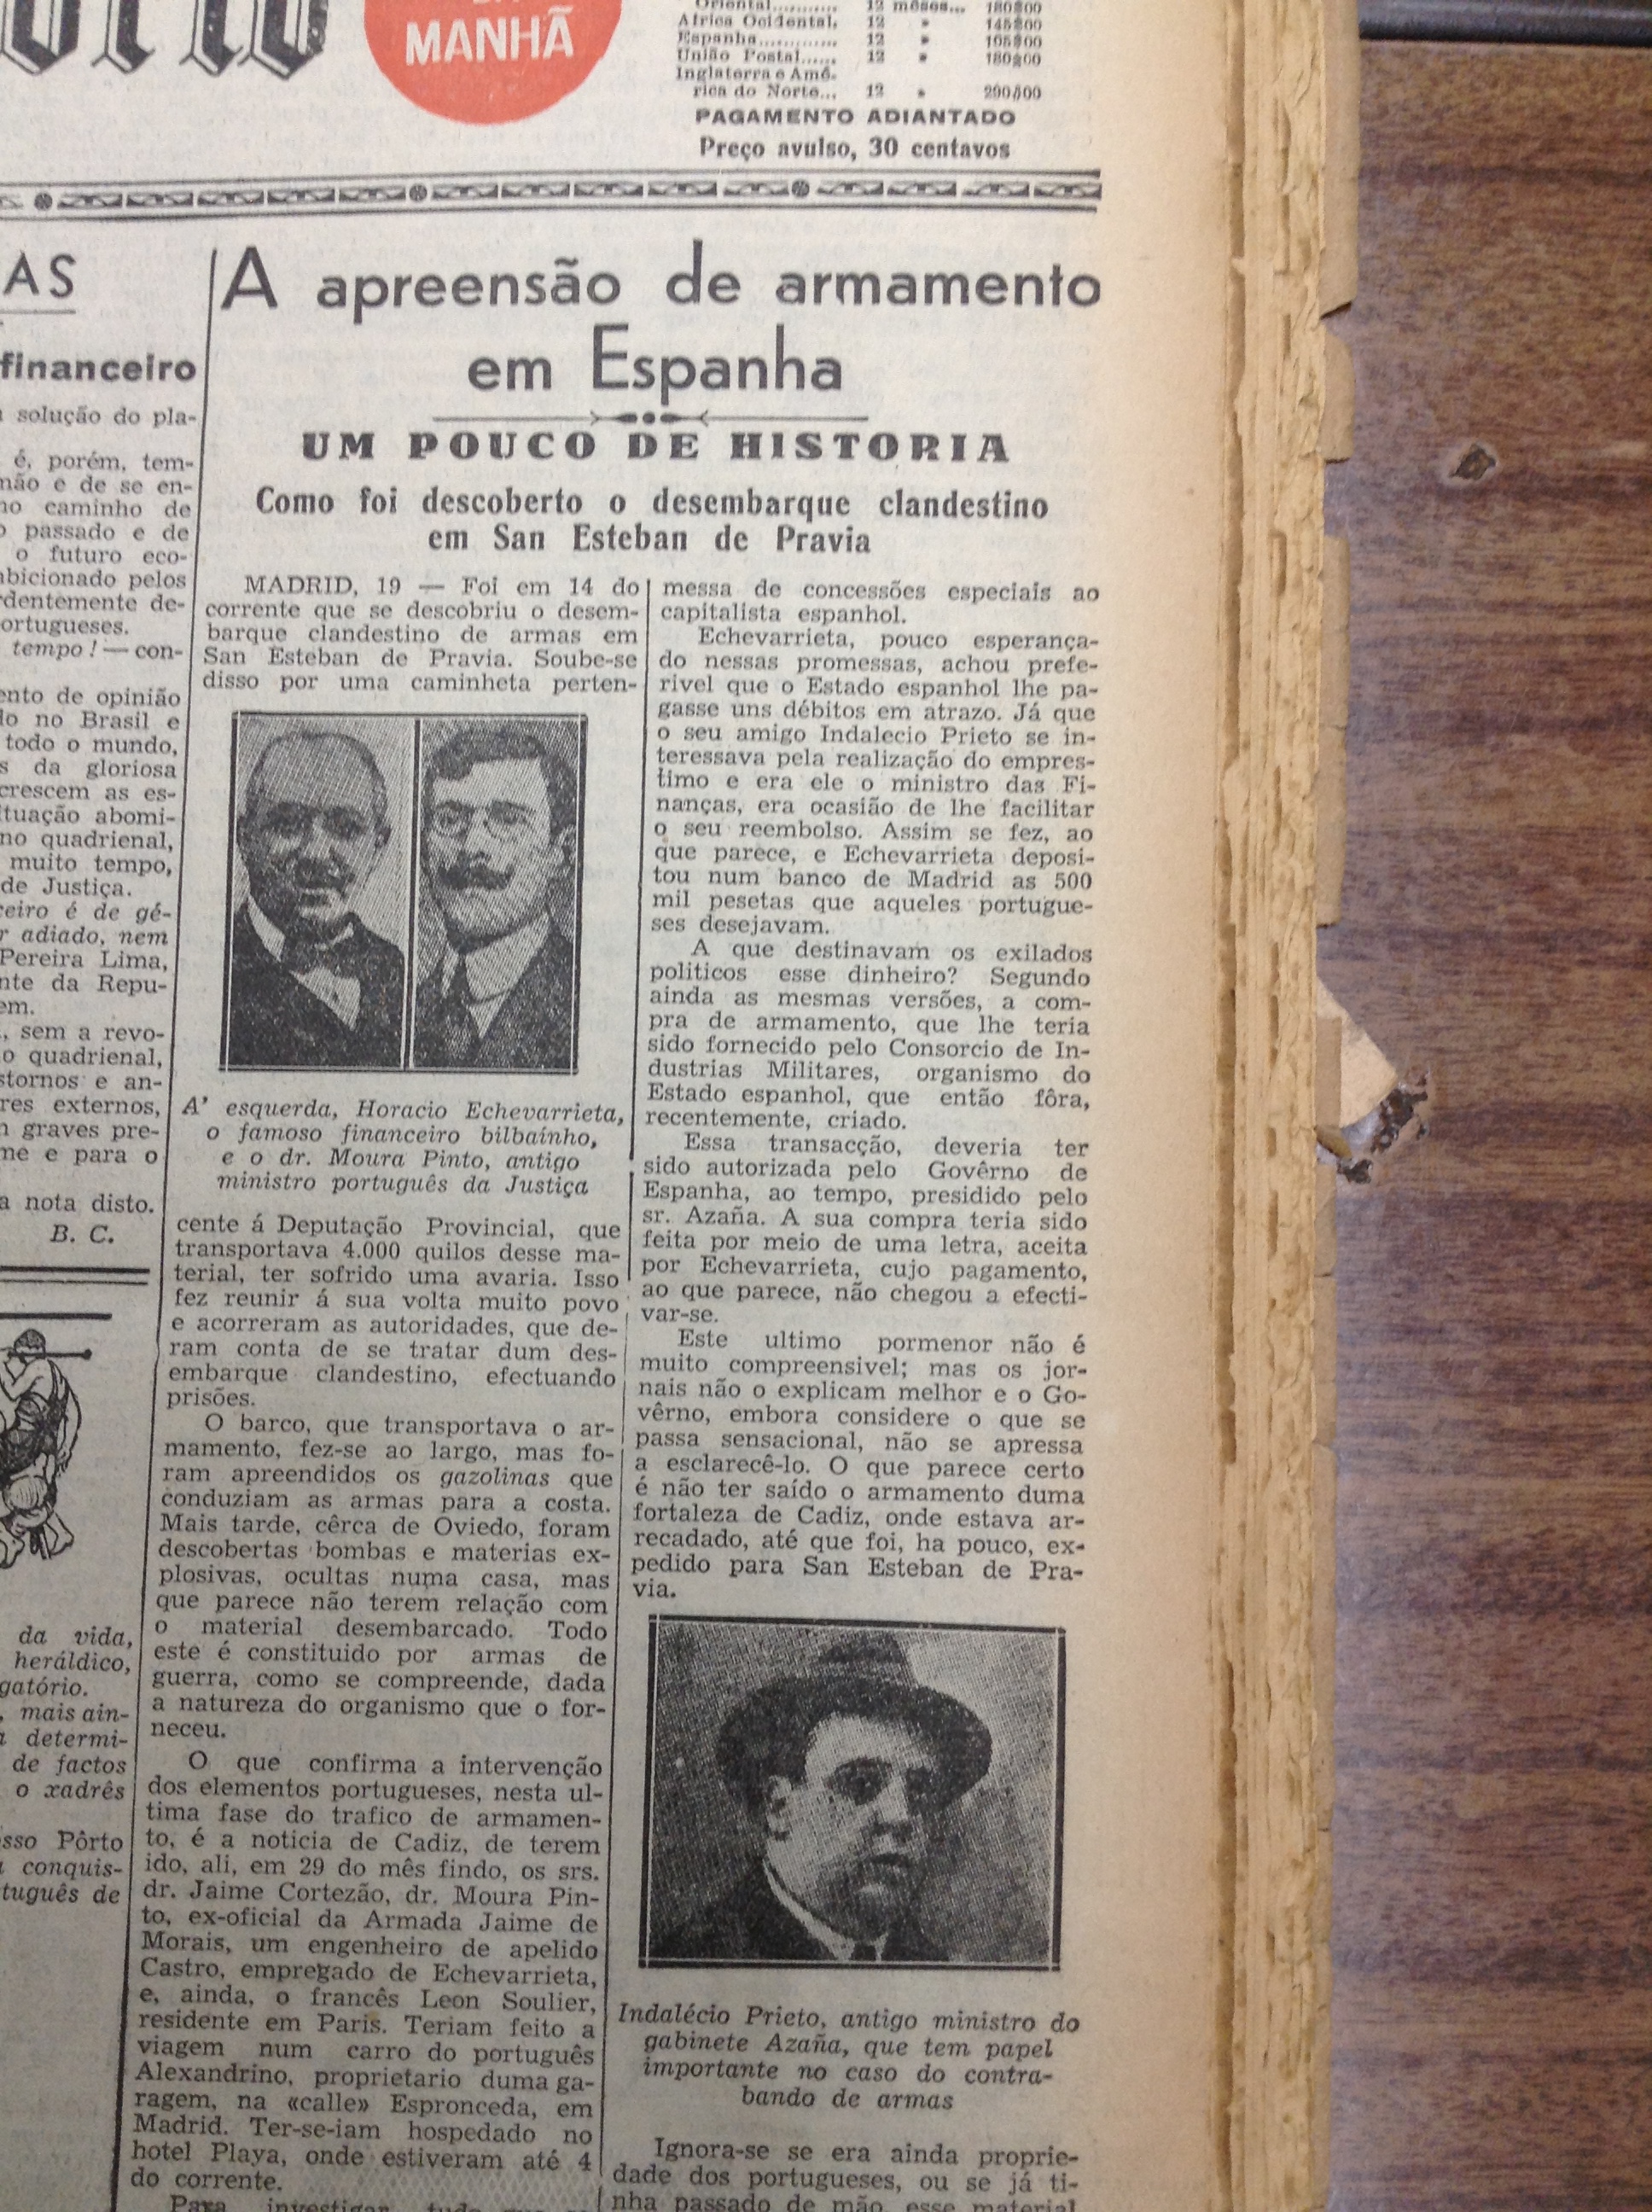 MANHÃ
Oriental........... 12 mêses... 180$00
Africa Ocidental. 12 » 145$00
Espanha............. 12 » 105$00
União Postal...... 12 » 180$00
Inglaterra e Amé-
rica do Norte... 12 » 200$00
PAGAMENTO ADIANTADO
Preço avulso, 30 centavos
AS
financeiro
solução do pla-
é, porém, tem-
mão e de se en-
no caminho de
passado e de
o futuro eco-
mbicionado pelos
rdentemente de-
ortugueses.
tempo! — con-
ento de opinião
do no Brasil e
todo o mundo,
s da gloriosa
crescem as es-
ituação abomi-
no quadrienal,
muito tempo,
de Justiça.
ceiro é de gé-
r adiado, nem
Pereira Lima,
nte da Repu-
em.
, sem a revo-
o quadrienal,
stornos e an-
res externos,
n graves pre-
me e para o
a nota disto.
B. C.
da vida,
heráldico,
gatório.
, mais ain-
a determi-
de factos
o xadrês
sso Pôrto
a conquis-
tuguês de
A apreensão de armamento
em Espanha
UM POUCO DE HISTORIA
Como foi descoberto o desembarque clandestino
em San Esteban de Pravia
MADRID, 19 — Foi em 14 do
corrente que se descobriu o desem-
barque clandestino de armas em
San Esteban de Pravia. Soube-se
disso por uma caminheta perten-
A' esquerda, Horacio Echevarrieta,
o famoso financeiro bilbaínho,
e o dr. Moura Pinto, antigo
ministro português da Justiça
cente á Deputação Provincial, que
transportava 4.000 quilos desse ma-
terial, ter sofrido uma avaria. Isso
fez reunir á sua volta muito povo
e acorreram as autoridades, que de-
ram conta de se tratar dum des-
embarque clandestino, efectuando
prisões.
O barco, que transportava o ar-
mamento, fez-se ao largo, mas fo-
ram apreendidos os gazolinas que
conduziam as armas para a costa.
Mais tarde, cêrca de Oviedo, foram
descobertas bombas e materias ex-
plosivas, ocultas numa casa, mas
que parece não terem relação com
o material desembarcado. Todo
este é constituido por armas de
guerra, como se compreende, dada
a natureza do organismo que o for-
neceu.
O que confirma a intervenção
dos elementos portugueses, nesta ul-
tima fase do trafico de armamen-
to, é a noticia de Cadiz, de terem
ido, ali, em 29 do mês findo, os srs.
dr. Jaime Cortezão, dr. Moura Pin-
to, ex-oficial da Armada Jaime de
Morais, um engenheiro de apelido
Castro, empregado de Echevarrieta,
e, ainda, o francês Leon Soulier,
residente em Paris. Teriam feito a
viagem num carro do português
Alexandrino, proprietario duma ga-
ragem, na «calle» Espronceda, em
Madrid. Ter-se-iam hospedado no
hotel Playa, onde estiveram até 4
do corrente.
Para investigar tudo
messa de concessões especiais ao
capitalista espanhol.
Echevarrieta, pouco esperança-
do nessas promessas, achou prefe-
rivel que o Estado espanhol lhe pa-
gasse uns débitos em atrazo. Já que
o seu amigo Indalecio Prieto se in-
teressava pela realização do empres-
timo e era ele o ministro das Fi-
nanças, era ocasião de lhe facilitar
o seu reembolso. Assim se fez, ao
que parece, e Echevarrieta deposi-
tou num banco de Madrid as 500
mil pesetas que aqueles portugue-
ses desejavam.
A que destinavam os exilados
politicos esse dinheiro? Segundo
ainda as mesmas versões, a com-
pra de armamento, que lhe teria
sido fornecido pelo Consorcio de In-
dustrias Militares, organismo do
Estado espanhol, que então fôra,
recentemente, criado.
Essa transacção, deveria ter
sido autorizada pelo Govêrno de
Espanha, ao tempo, presidido pelo
sr. Azaña. A sua compra teria sido
feita por meio de uma letra, aceita
por Echevarrieta, cujo pagamento,
ao que parece, não chegou a efecti-
var-se.
Este ultimo pormenor não é
muito compreensivel; mas os jor-
nais não o explicam melhor e o Go-
vêrno, embora considere o que se
passa sensacional, não se apressa
a esclarecê-lo. O que parece certo
é não ter saído o armamento duma
fortaleza de Cadiz, onde estava ar-
recadado, até que foi, ha pouco, ex-
pedido para San Esteban de Pra-
via.
Indalécio Prieto, antigo ministro do
gabinete Azaña, que tem papel
importante no caso do contra-
bando de armas
Ignora-se se era ainda proprie-
dade dos portugueses, ou se já ti-
nha passado de mão, esse material